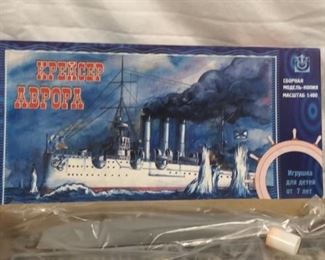 КРЕЙСЕР
АВРОРА
СБОРНАЯ
МОДЕЛЬ-КОПИЯ
МАСШТАБ 1:400
Игрушка
для детей
от 7 лет